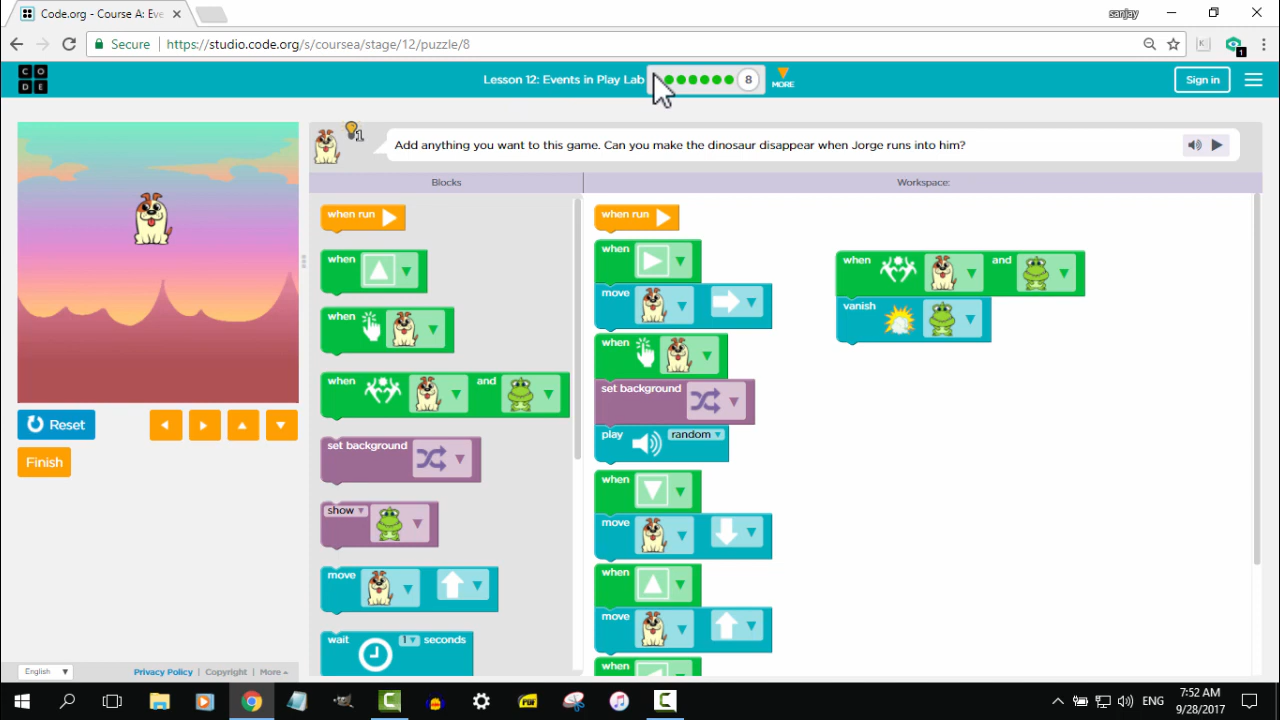 Code.org - Course A: Eve
sanjay
Secure
https://studio.code.org/s/coursea/stage/12/puzzle/8
K
1
C O
D E
Lesson 12: Events in Play Lab
8
MORE
Sign in
1
Add anything you want to this game. Can you make the dinosaur disappear when Jorge runs into him?
Blocks
Workspace:
when run
when
when
when and
set background
show
move
wait 1 seconds
when run
when
move
when
set background
play random
when
move
when
move
when
when and
vanish
Reset
Finish
English
Privacy Policy | Copyright | More
C
PDF
C
ENG
7:52 AM
9/28/2017